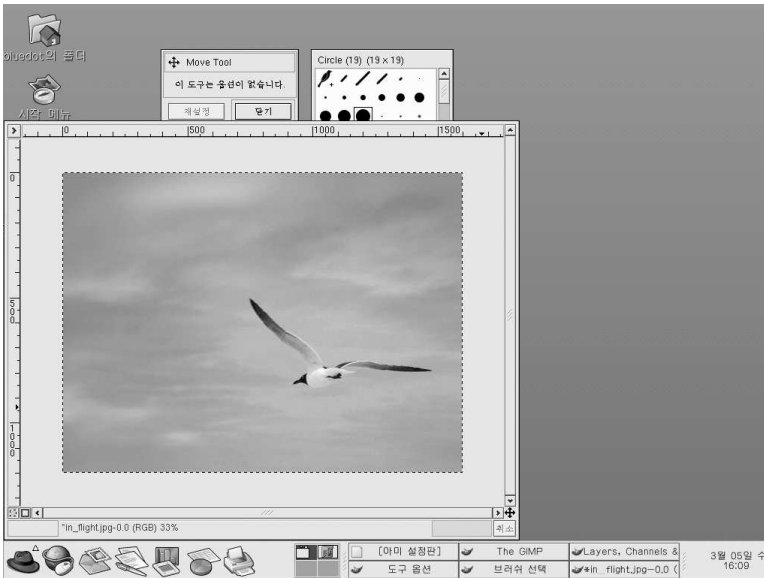 bluedot의 폴더
시작 메뉴
Move Tool
이 도구는 옵션이 없습니다.
재설정
닫기
Circle (19) (19 × 19)
0
500
1000
1500
0
500
1000
*in_flight.jpg-0.0 (RGB) 33%
취소
[아미 설정판]
The GIMP
Layers, Channels &
도구 옵션
브러쉬 선택
*in_flight.jpg-0.0 (
3월 05일 수
16:09